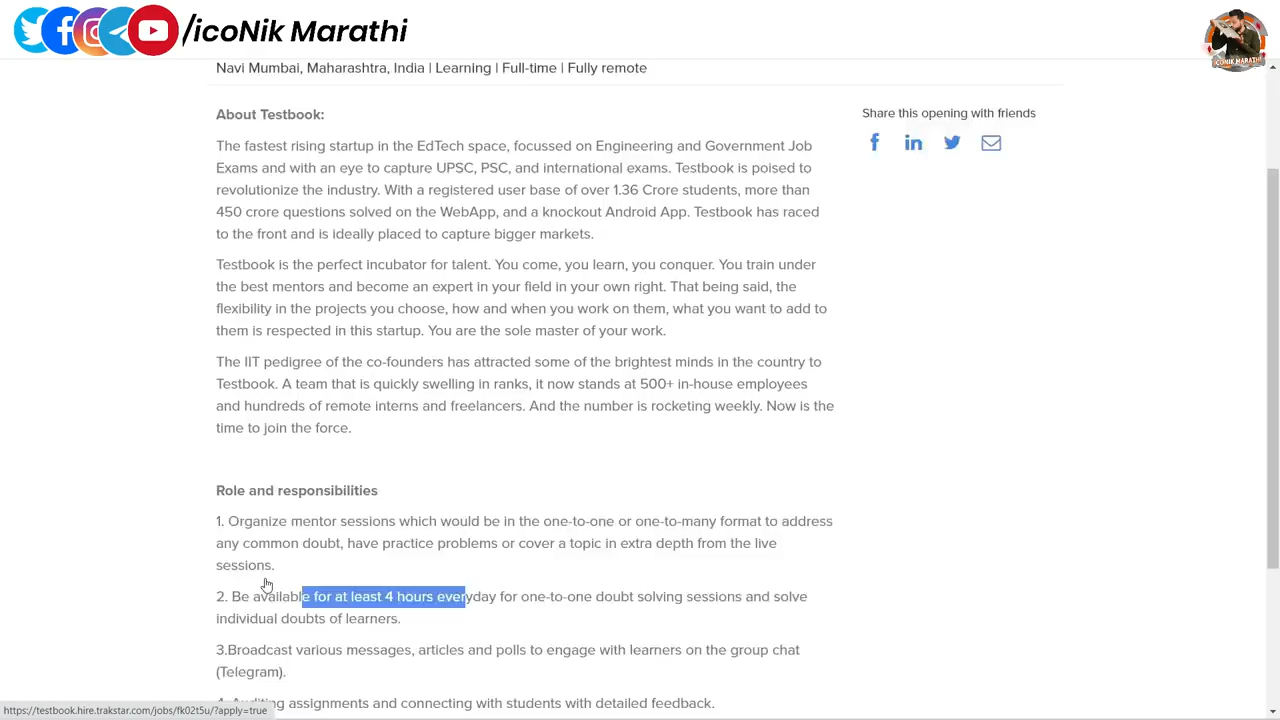 /icoNik Marathi
ICONIK MARATHI
Navi Mumbai, Maharashtra, India | Learning | Full-time | Fully remote
About Testbook:
The fastest rising startup in the EdTech space, focussed on Engineering and Government Job
Exams and with an eye to capture UPSC, PSC, and international exams. Testbook is poised to
revolutionize the industry. With a registered user base of over 1.36 Crore students, more than
450 crore questions solved on the WebApp, and a knockout Android App. Testbook has raced
to the front and is ideally placed to capture bigger markets.
Testbook is the perfect incubator for talent. You come, you learn, you conquer. You train under
the best mentors and become an expert in your field in your own right. That being said, the
flexibility in the projects you choose, how and when you work on them, what you want to add to
them is respected in this startup. You are the sole master of your work.
The IIT pedigree of the co-founders has attracted some of the brightest minds in the country to
Testbook. A team that is quickly swelling in ranks, it now stands at 500+ in-house employees
and hundreds of remote interns and freelancers. And the number is rocketing weekly. Now is the
time to join the force.
Role and responsibilities
1. Organize mentor sessions which would be in the one-to-one or one-to-many format to address
any common doubt, have practice problems or cover a topic in extra depth from the live
sessions.
2. Be available for at least 4 hours everyday for one-to-one doubt solving sessions and solve
individual doubts of learners.
3.Broadcast various messages, articles and polls to engage with learners on the group chat
(Telegram).
4. Auditing assignments and connecting with students with detailed feedback.
Share this opening with friends
https://testbook.hire.trakstar.com/jobs/fk02t5u/?apply=true